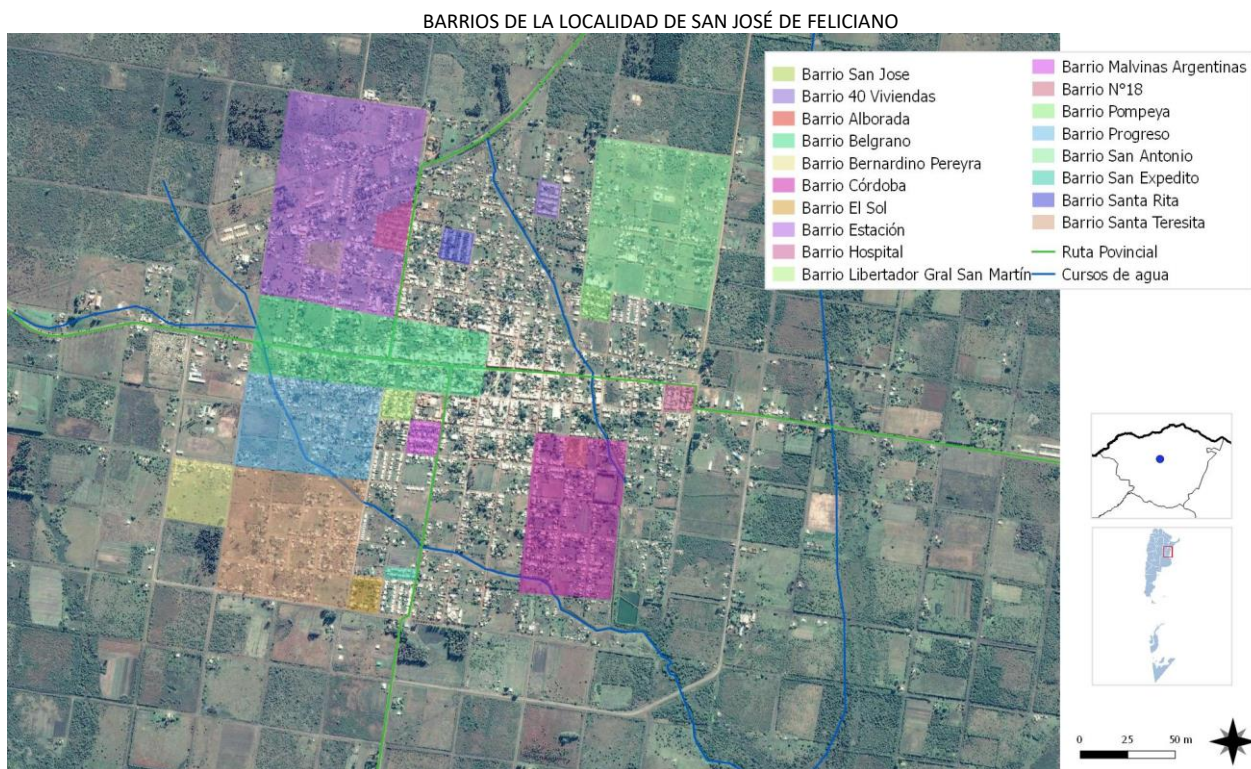 BARRIOS DE LA LOCALIDAD DE SAN JOSÉ DE FELICIANO
Barrio San Jose
Barrio 40 Viviendas
Barrio Alborada
Barrio Belgrano
Barrio Bernardino Pereyra
Barrio Córdoba
Barrio El Sol
Barrio Estación
Barrio Hospital
Barrio Libertador Gral San Martín
Barrio Malvinas Argentinas
Barrio N°18
Barrio Pompeya
Barrio Progreso
Barrio San Antonio
Barrio San Expedito
Barrio Santa Rita
Barrio Santa Teresita
Ruta Povincial
Cursos de agua
0 25 50 m